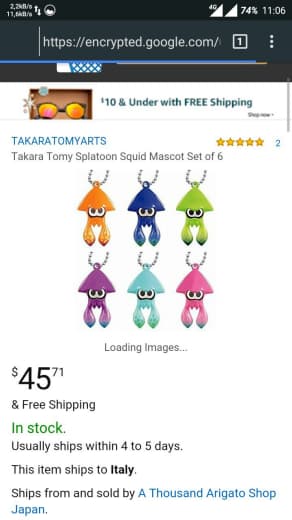 2,2kB/s
11,6kB/s
4G
74% 11:06
https://encrypted.google.com/
1
$10 & Under with FREE Shipping
Shop now
TAKARATOMYARTS
2
Takara Tomy Splatoon Squid Mascot Set of 6
Loading Images...
$45 71
& Free Shipping
In stock.
Usually ships within 4 to 5 days.
This item ships to Italy.
Ships from and sold by A Thousand Arigato Shop
Japan.